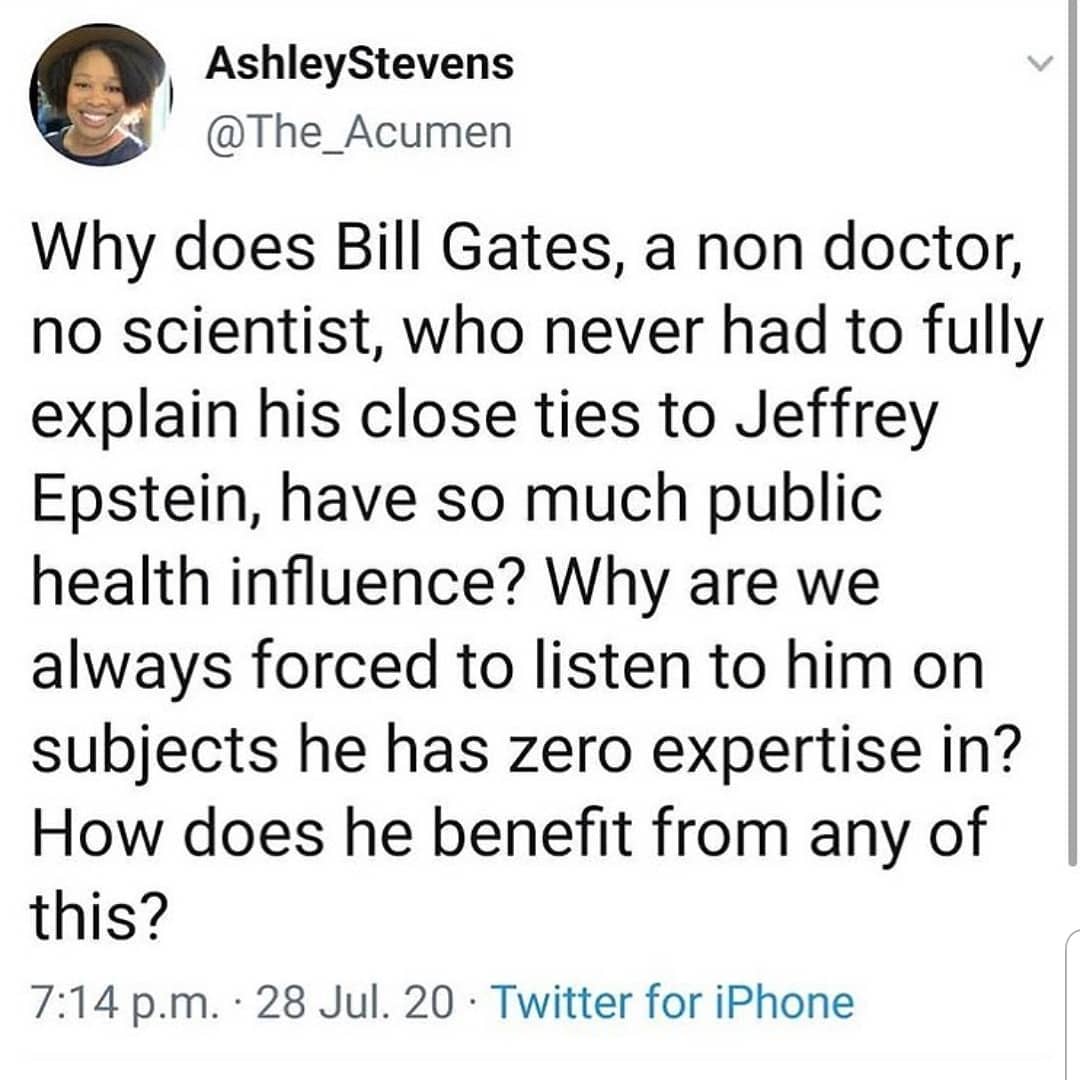 AshleyStevens
@The_Acumen
Why does Bill Gates, a non doctor,
no scientist, who never had to fully
explain his close ties to Jeffrey
Epstein, have so much public
health influence? Why are we
always forced to listen to him on
subjects he has zero expertise in?
How does he benefit from any of
this?
7:14 p.m. · 28 Jul. 20 · Twitter for iPhone